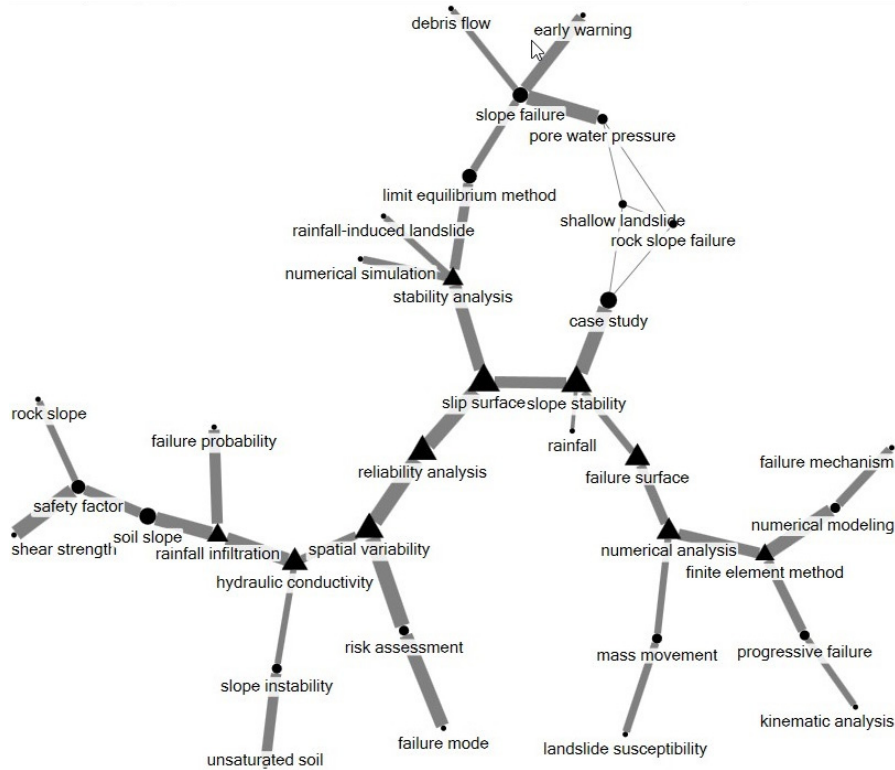 debris flow
early warning
slope failure
pore water pressure
limit equilibrium method
shallow landslide
rainfall-induced landslide
rock slope failure
numerical simulation
stability analysis
case study
slip surface
slope stability
rock slope
failure probability
rainfall
reliability analysis
failure surface
failure mechanism
safety factor
soil slope
shear strength
rainfall infiltration
spatial variability
numerical analysis
numerical modeling
hydraulic conductivity
finite element method
risk assessment
mass movement
progressive failure
slope instability
failure mode
landslide susceptibility
kinematic analysis
unsaturated soil